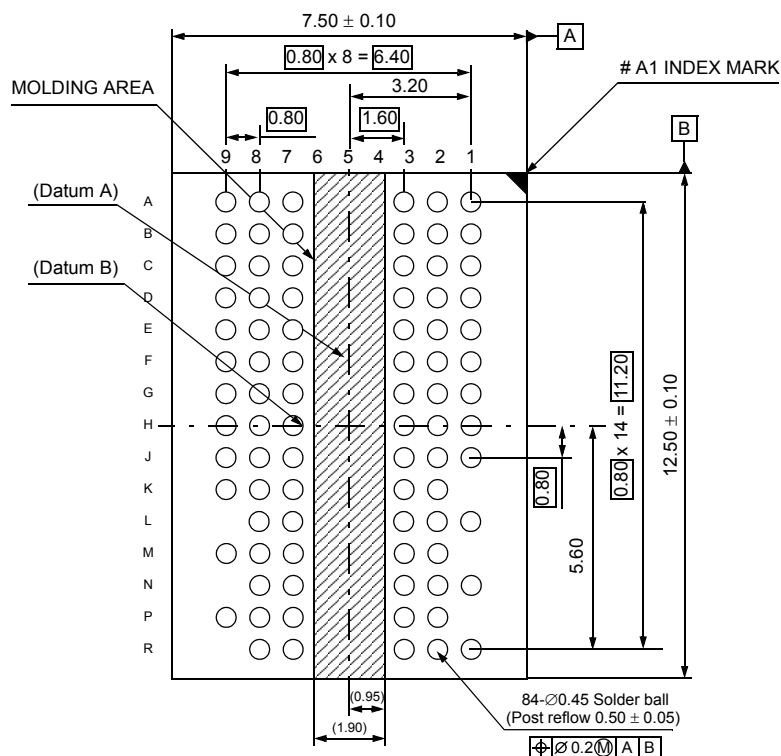 7.50 ± 0.10
A
0.80 x 8 = 6.40
# A1 INDEX MARK
3.20
MOLDING AREA
0.80
1.60
B
9 8 7 6 5 4 3 2 1
(Datum A)
A
B
(Datum B)
C
D
E
F
G
H
J
K
L
M
N
P
R
0.80
5.60
0.80 x 14 = 11.20
12.50 ± 0.10
(0.95)
(1.90)
84-∅0.45 Solder ball
(Post reflow 0.50 ± 0.05)
⌖ ∅ 0.2 Ⓜ A B